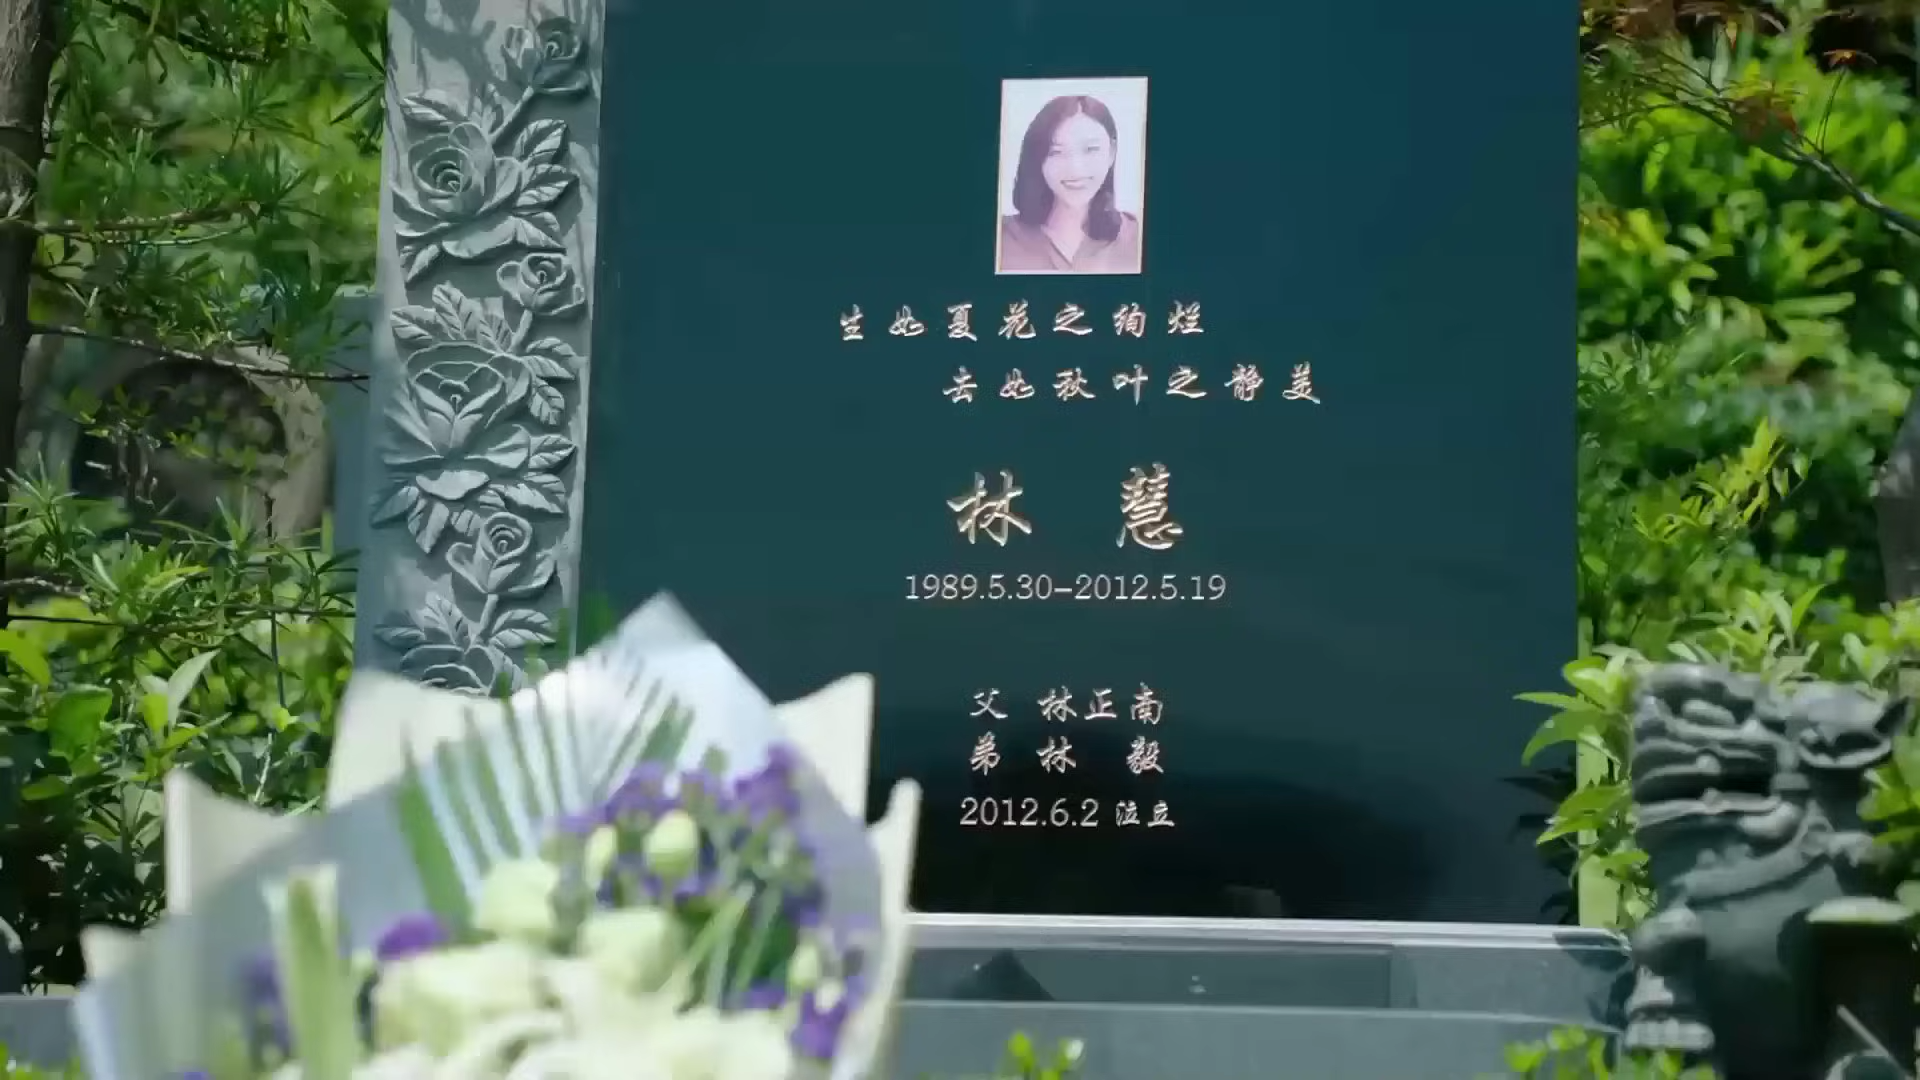 生如夏花之绚烂
去如秋叶之静美
林 慧
1989.5.30-2012.5.19
父 林正南
弟 林 毅
2012.6.2 泣立